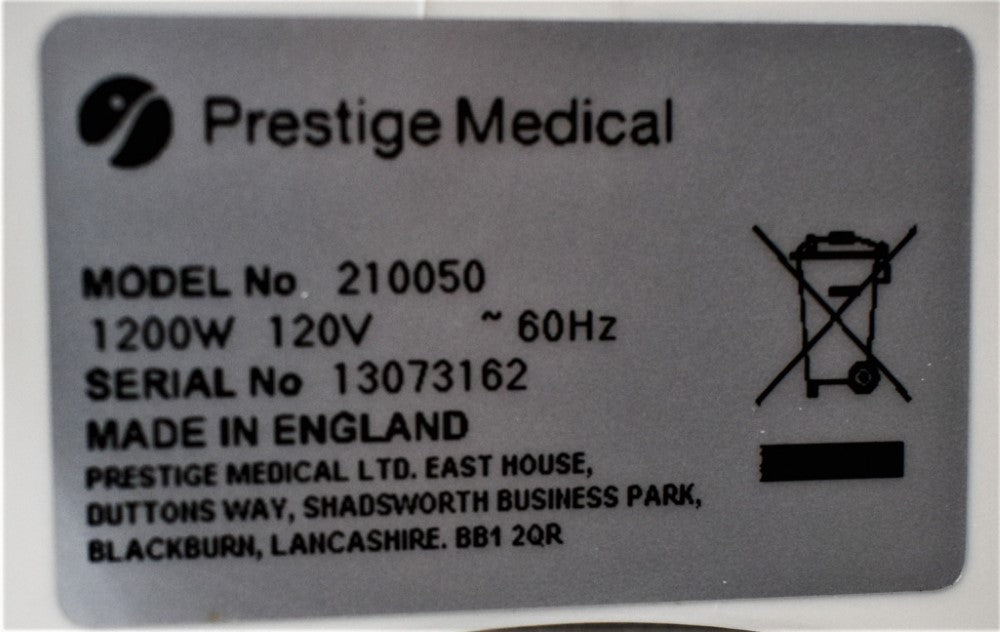 Prestige Medical
MODEL No 210050
1200W 120V ~ 60Hz
SERIAL No 13073162
MADE IN ENGLAND
PRESTIGE MEDICAL LTD. EAST HOUSE,
DUTTONS WAY, SHADSWORTH BUSINESS PARK,
BLACKBURN, LANCASHIRE. BB1 2QR